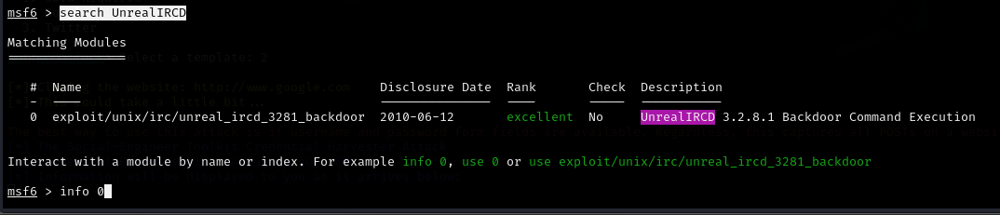 msf6 > search UnrealIRCD
Matching Modules
================
# Name Disclosure Date Rank Check Description
- ---- --------------- ---- ----- -----------
0 exploit/unix/irc/unreal_ircd_3281_backdoor 2010-06-12 excellent No UnrealIRCD 3.2.8.1 Backdoor Command Execution
Interact with a module by name or index. For example info 0, use 0 or use exploit/unix/irc/unreal_ircd_3281_backdoor
msf6 > info 0